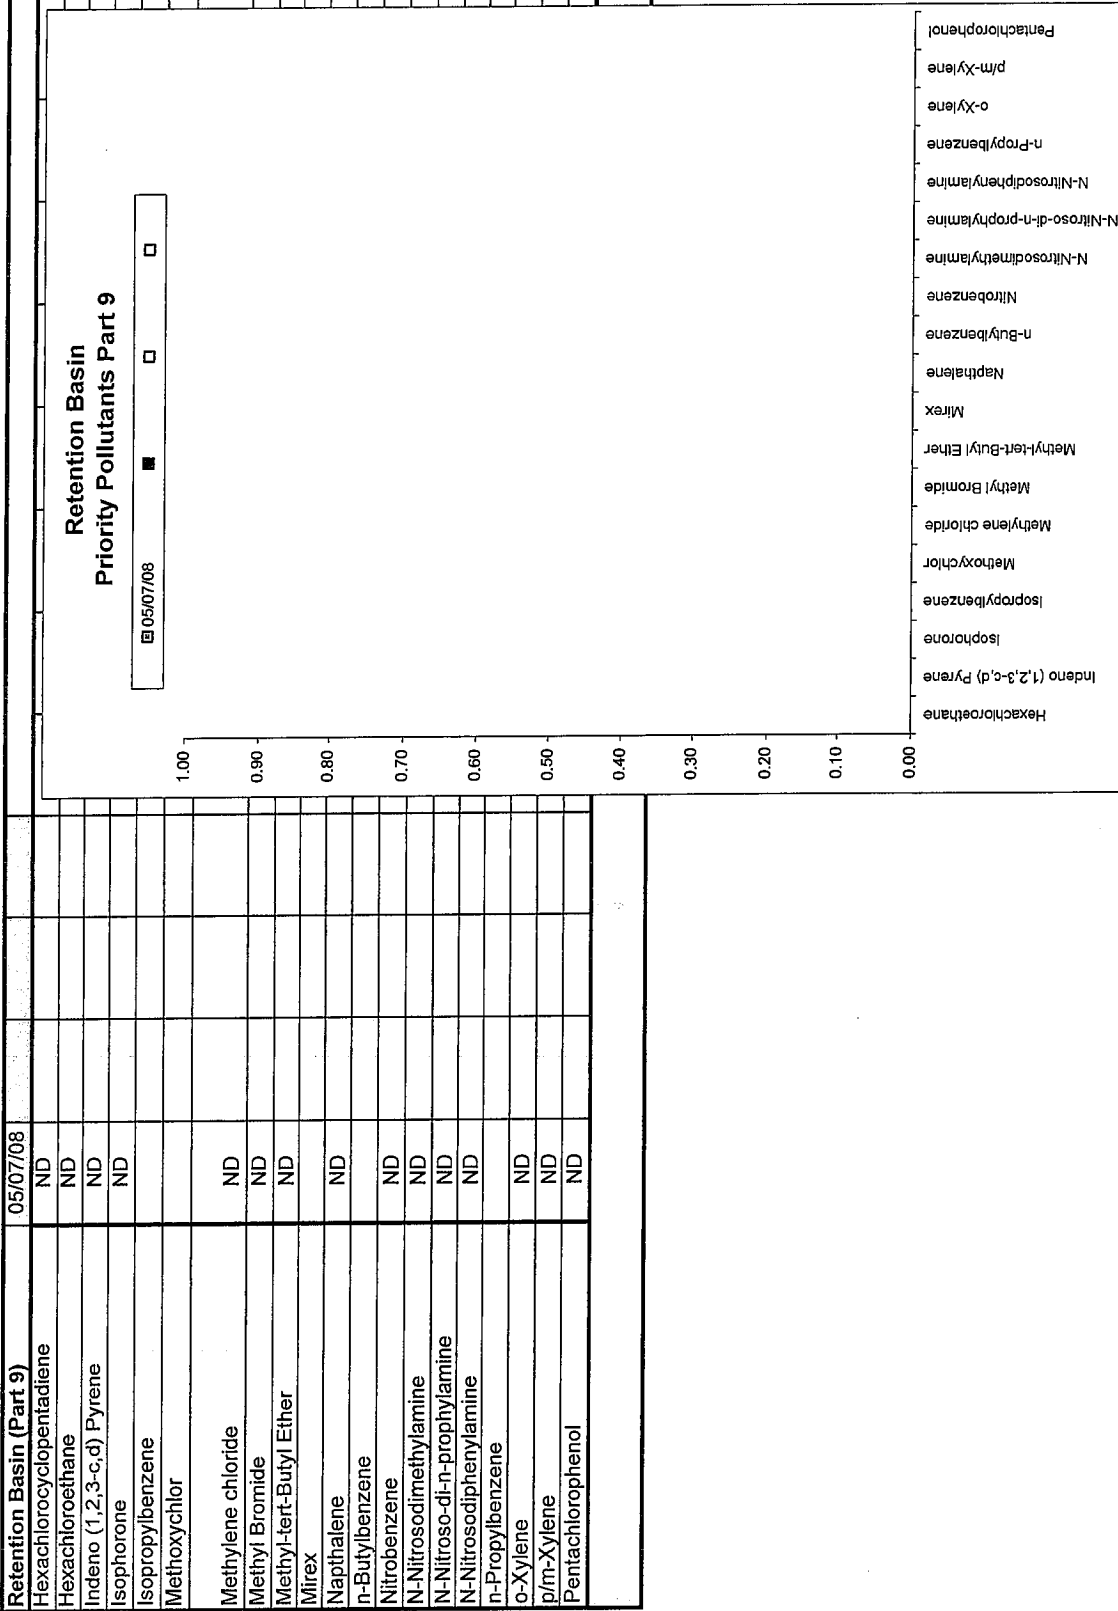 Retention Basin (Part 9) 05/07/08
Hexachlorocyclopentadiene ND
Hexachloroethane ND
Indeno (1,2,3-c,d) Pyrene ND
Isophorone ND
Isopropylbenzene
Methoxychlor
Methylene chloride ND
Methyl Bromide ND
Methyl-tert-Butyl Ether ND
Mirex
Napthalene ND
n-Butylbenzene
Nitrobenzene ND
N-Nitrosodimethylamine ND
N-Nitroso-di-n-prophylamine ND
N-Nitrosodiphenylamine ND
n-Propylbenzene
o-Xylene ND
p/m-Xylene ND
Pentachlorophenol ND
Retention Basin
Priority Pollutants Part 9
05/07/08
1.00
0.90
0.80
0.70
0.60
0.50
0.40
0.30
0.20
0.10
0.00
Hexachloroethane
Indeno (1,2,3-c,d) Pyrene
Isophorone
Isopropylbenzene
Methoxychlor
Methylene chloride
Methyl Bromide
Methyl-tert-Butyl Ether
Mirex
Napthalene
n-Butylbenzene
Nitrobenzene
N-Nitrosodimethylamine
N-Nitroso-di-n-prophylamine
N-Nitrosodiphenylamine
n-Propylbenzene
o-Xylene
p/m-Xylene
Pentachlorophenol